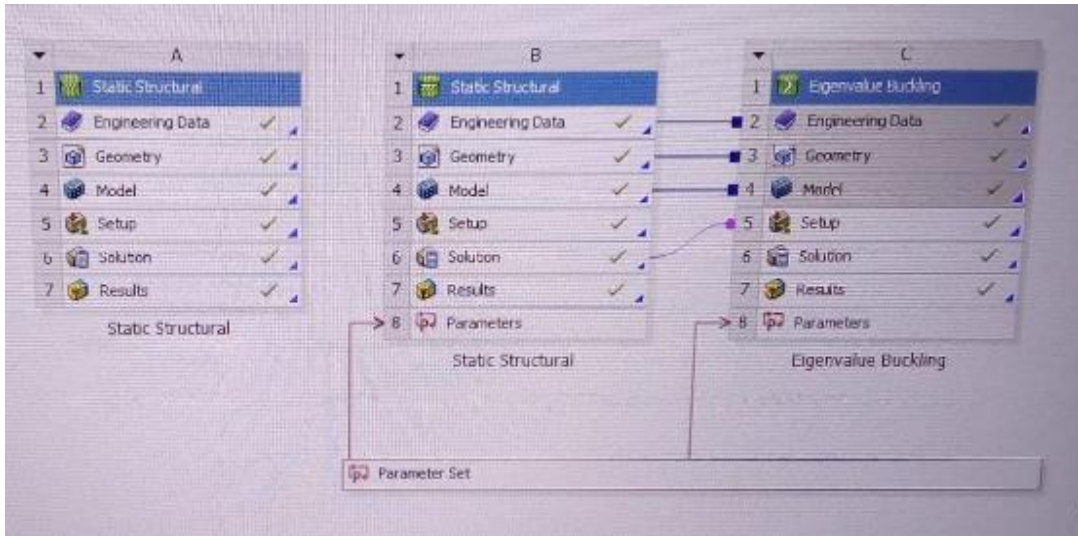 A
1 Static Structural
2 Engineering Data
3 Geometry
4 Model
5 Setup
6 Solution
7 Results
Static Structural
B
1 Static Structural
2 Engineering Data
3 Geometry
4 Model
5 Setup
6 Solution
7 Results
8 Parameters
Static Structural
C
1 Eigenvalue Buckling
2 Engineering Data
3 Geometry
4 Model
5 Setup
6 Solution
7 Results
8 Parameters
Eigenvalue Buckling
Parameter Set